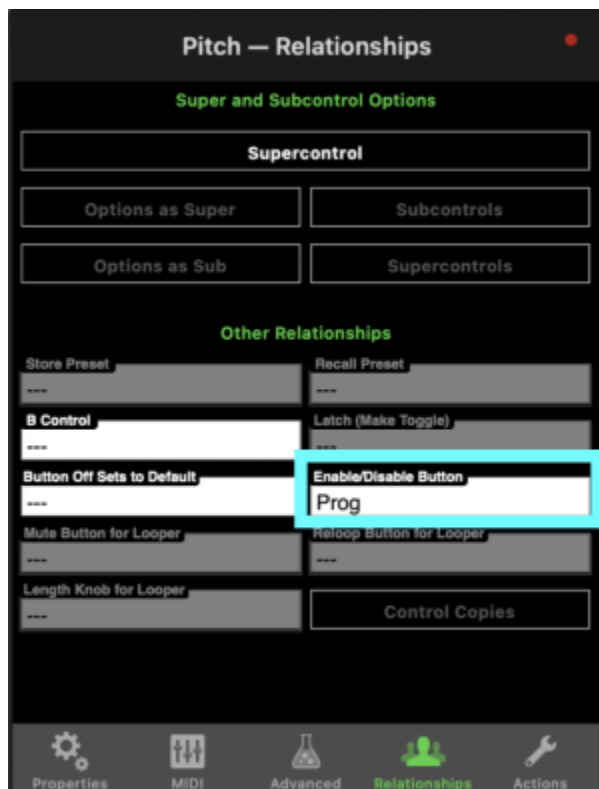 Pitch — Relationships
Super and Subcontrol Options
Supercontrol
Options as Super
Subcontrols
Options as Sub
Supercontrols
Other Relationships
Store Preset
---
Recall Preset
---
B Control
---
Latch (Make Toggle)
---
Button Off Sets to Default
---
Enable/Disable Button
Prog
Mute Button for Looper
---
Reloop Button for Looper
---
Length Knob for Looper
---
Control Copies
Properties
MIDI
Advanced
Relationships
Actions